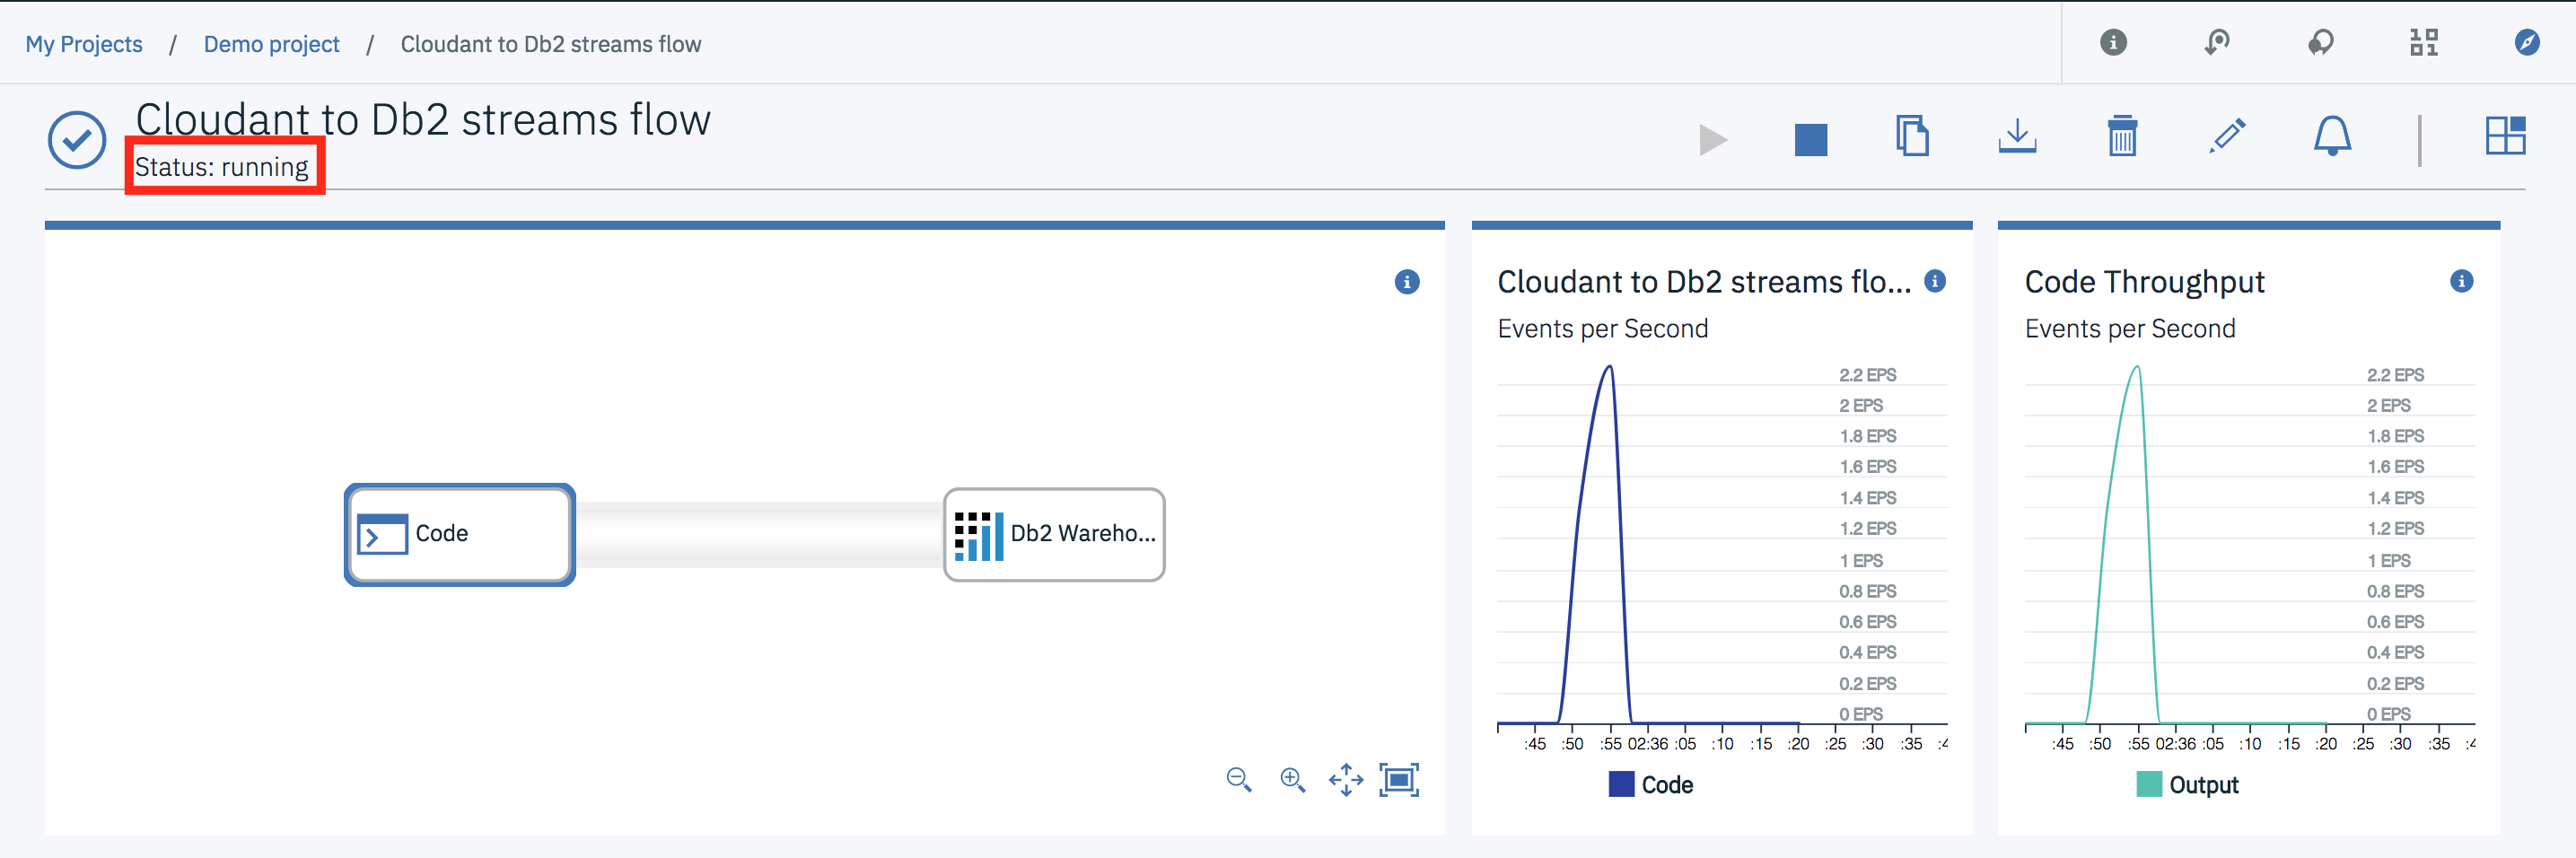 My Projects / Demo project / Cloudant to Db2 streams flow
Cloudant to Db2 streams flow
Status: running
Code
Db2 Wareho...
Cloudant to Db2 streams flo...
Events per Second
2.2 EPS
2 EPS
1.8 EPS
1.6 EPS
1.4 EPS
1.2 EPS
1 EPS
0.8 EPS
0.6 EPS
0.4 EPS
0.2 EPS
0 EPS
:45 :50 :55 02:36 :05 :10 :15 :20 :25 :30 :35
Code
Code Throughput
Events per Second
2.2 EPS
2 EPS
1.8 EPS
1.6 EPS
1.4 EPS
1.2 EPS
1 EPS
0.8 EPS
0.6 EPS
0.4 EPS
0.2 EPS
0 EPS
:45 :50 :55 02:36 :05 :10 :15 :20 :25 :30 :35
Output